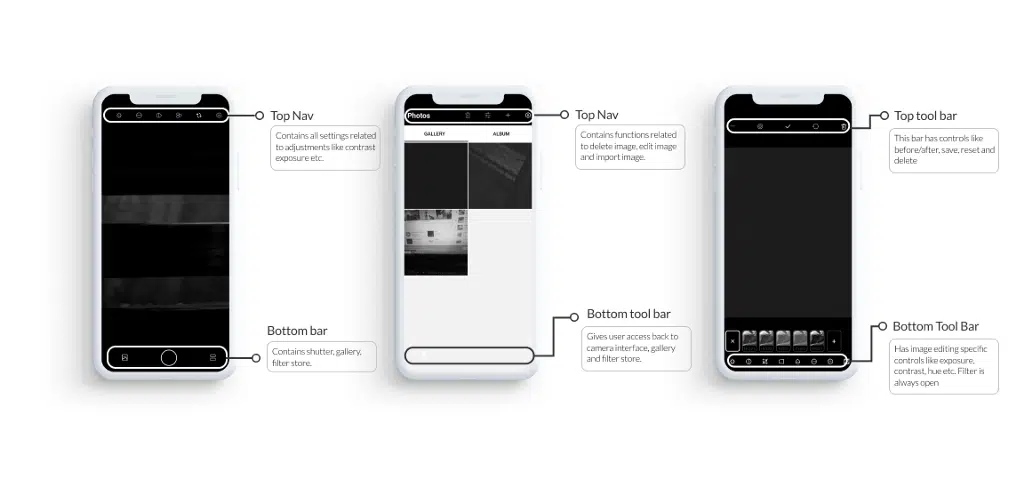 Top Nav
Contains all settings related
to adjustments like contrast
exposure etc.
Bottom bar
Contains shutter, gallery,
filter store.
Photos
GALLERY ALBUM
Top Nav
Contains functions related
to delete image, edit image
and import image.
Bottom tool bar
Gives user access back to
camera interface, gallery
and filter store.
Top tool bar
This bar has controls like
before/after, save, reset and
delete
Bottom Tool Bar
Has image editing specific
controls like exposure,
contrast, hue etc. Filter is
always open